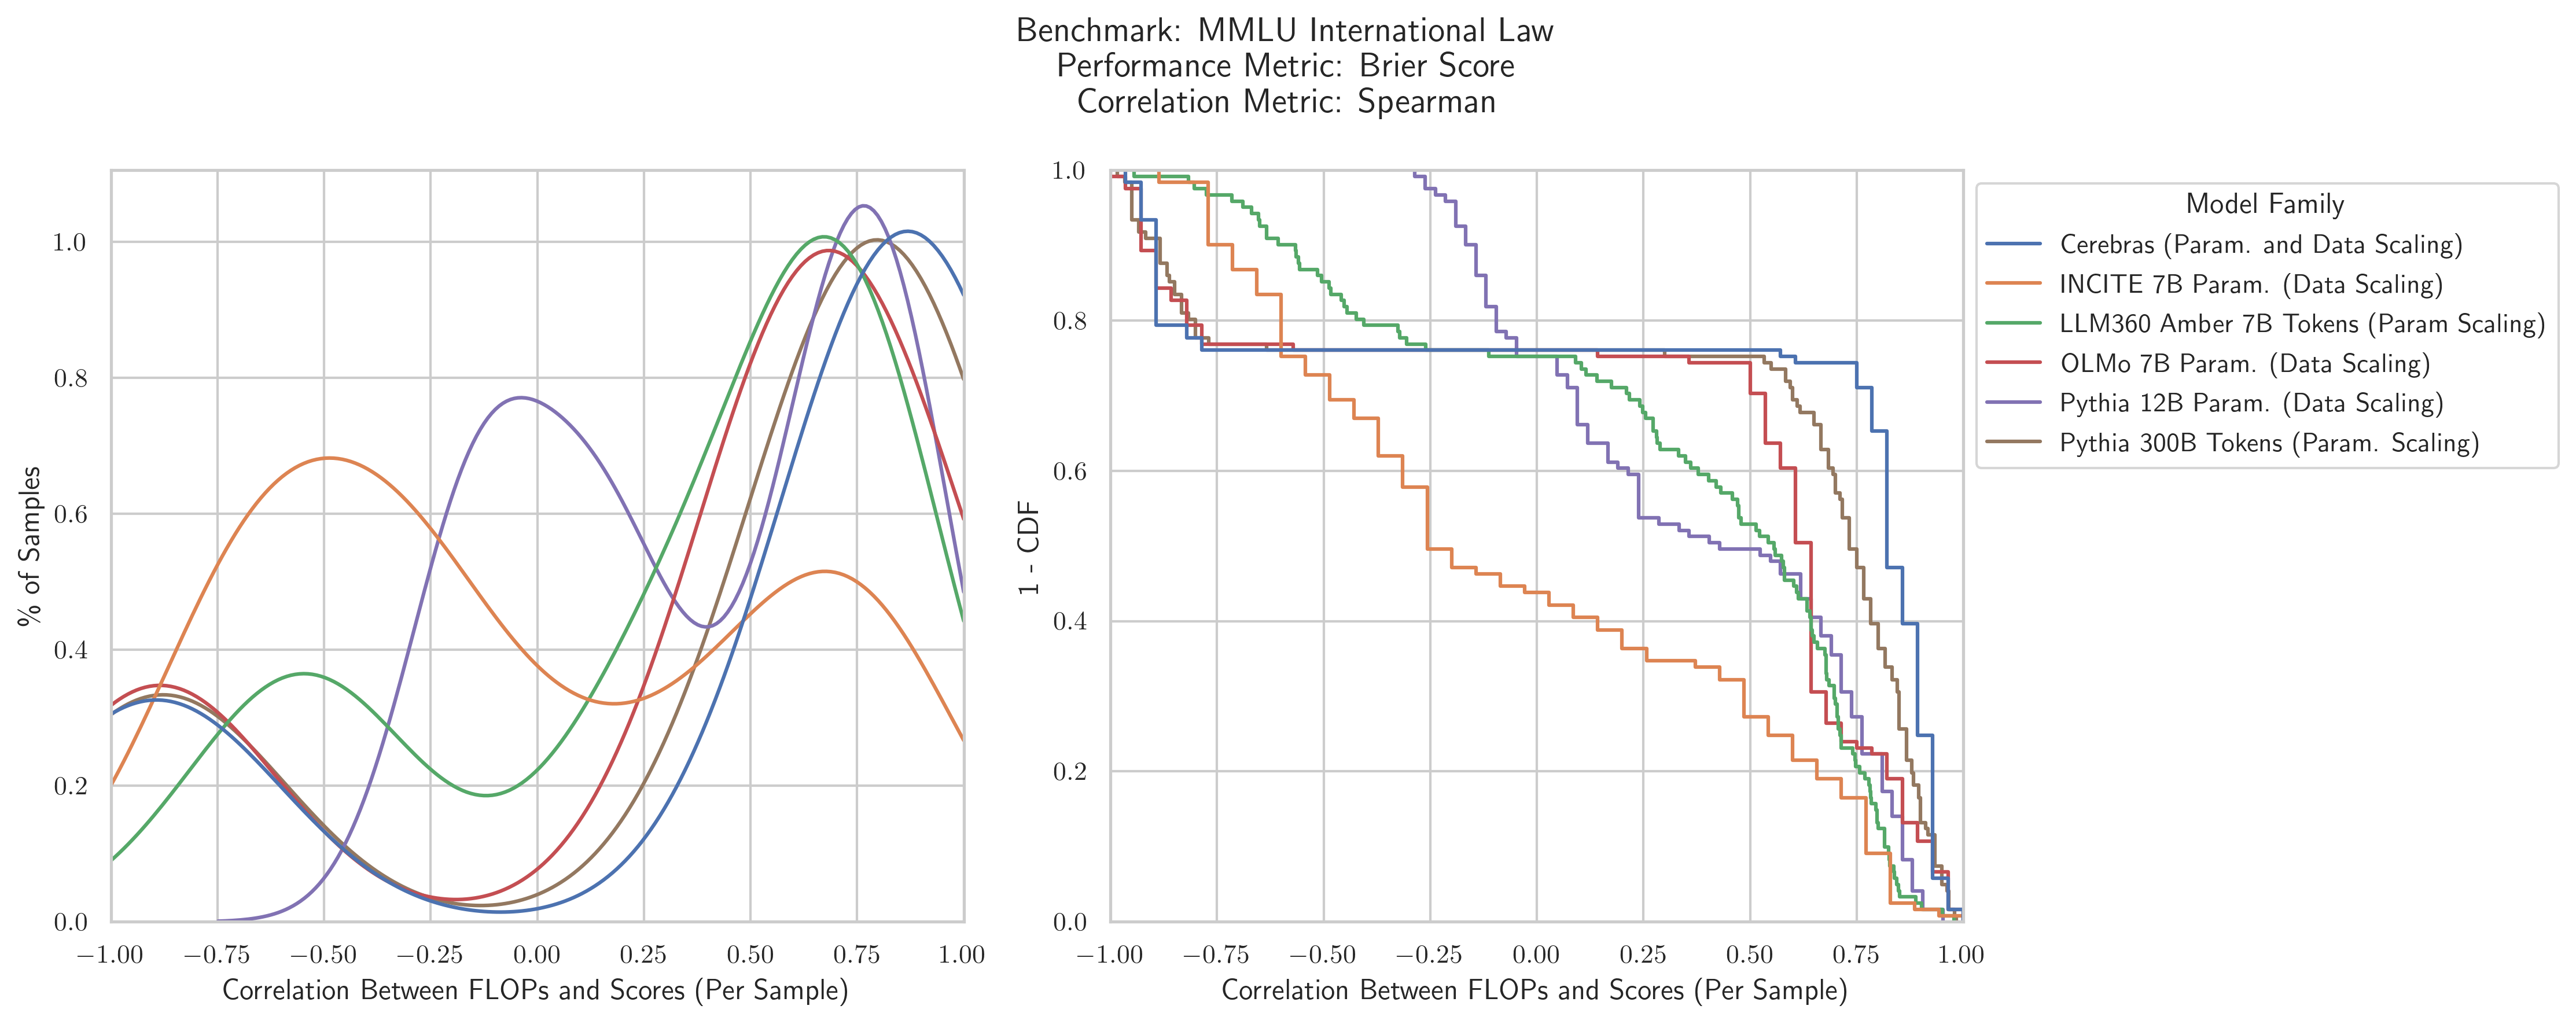 Benchmark: MMLU International Law
Performance Metric: Brier Score
Correlation Metric: Spearman
% of Samples
1.0
0.8
0.6
0.4
0.2
0.0
−1.00 −0.75 −0.50 −0.25 0.00 0.25 0.50 0.75 1.00
Correlation Between FLOPs and Scores (Per Sample)
1 - CDF
1.0
0.8
0.6
0.4
0.2
0.0
−1.00 −0.75 −0.50 −0.25 0.00 0.25 0.50 0.75 1.00
Correlation Between FLOPs and Scores (Per Sample)
Model Family
Cerebras (Param. and Data Scaling)
INCITE 7B Param. (Data Scaling)
LLM360 Amber 7B Tokens (Param Scaling)
OLMo 7B Param. (Data Scaling)
Pythia 12B Param. (Data Scaling)
Pythia 300B Tokens (Param. Scaling)